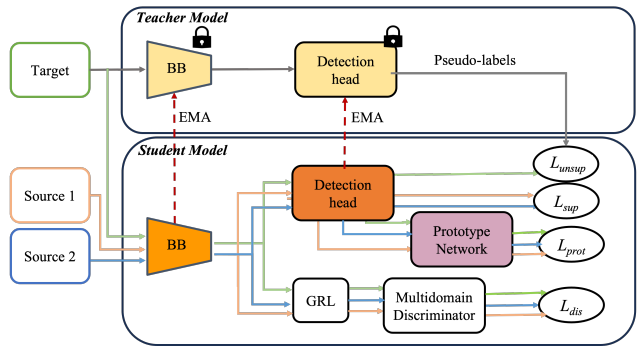 Teacher Model
Target
BB
Detection
head
Pseudo-labels
EMA
EMA
Student Model
Source 1
Source 2
BB
Detection
head
Prototype
Network
GRL
Multidomain
Discriminator
L_unsup
L_sup
L_prot
L_dis